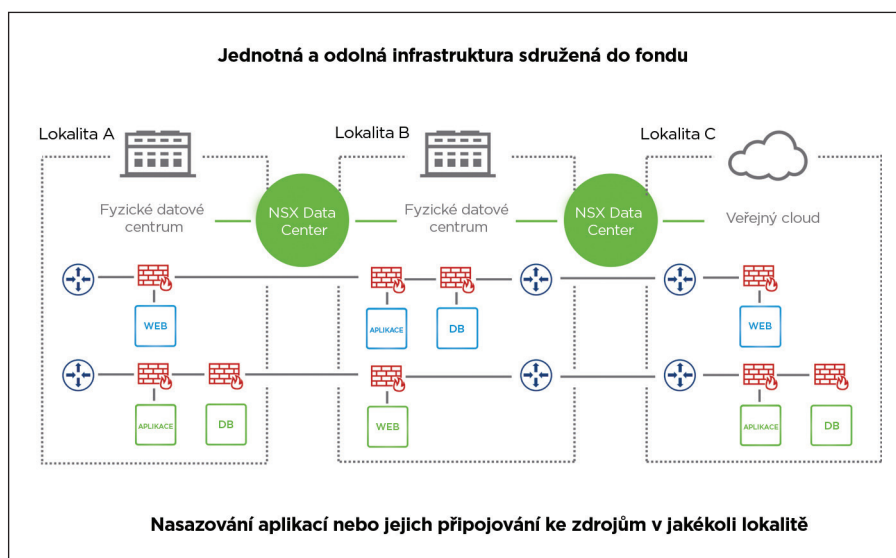 Jednotná a odolná infrastruktura sdružená do fondu
Lokalita A
Lokalita B
Lokalita C
Fyzické datové
centrum
NSX Data
Center
Fyzické datové
centrum
NSX Data
Center
Veřejný cloud
WEB
APLIKACE
DB
WEB
APLIKACE
DB
WEB
APLIKACE
DB
Nasazování aplikací nebo jejich připojování ke zdrojům v jakékoli lokalitě